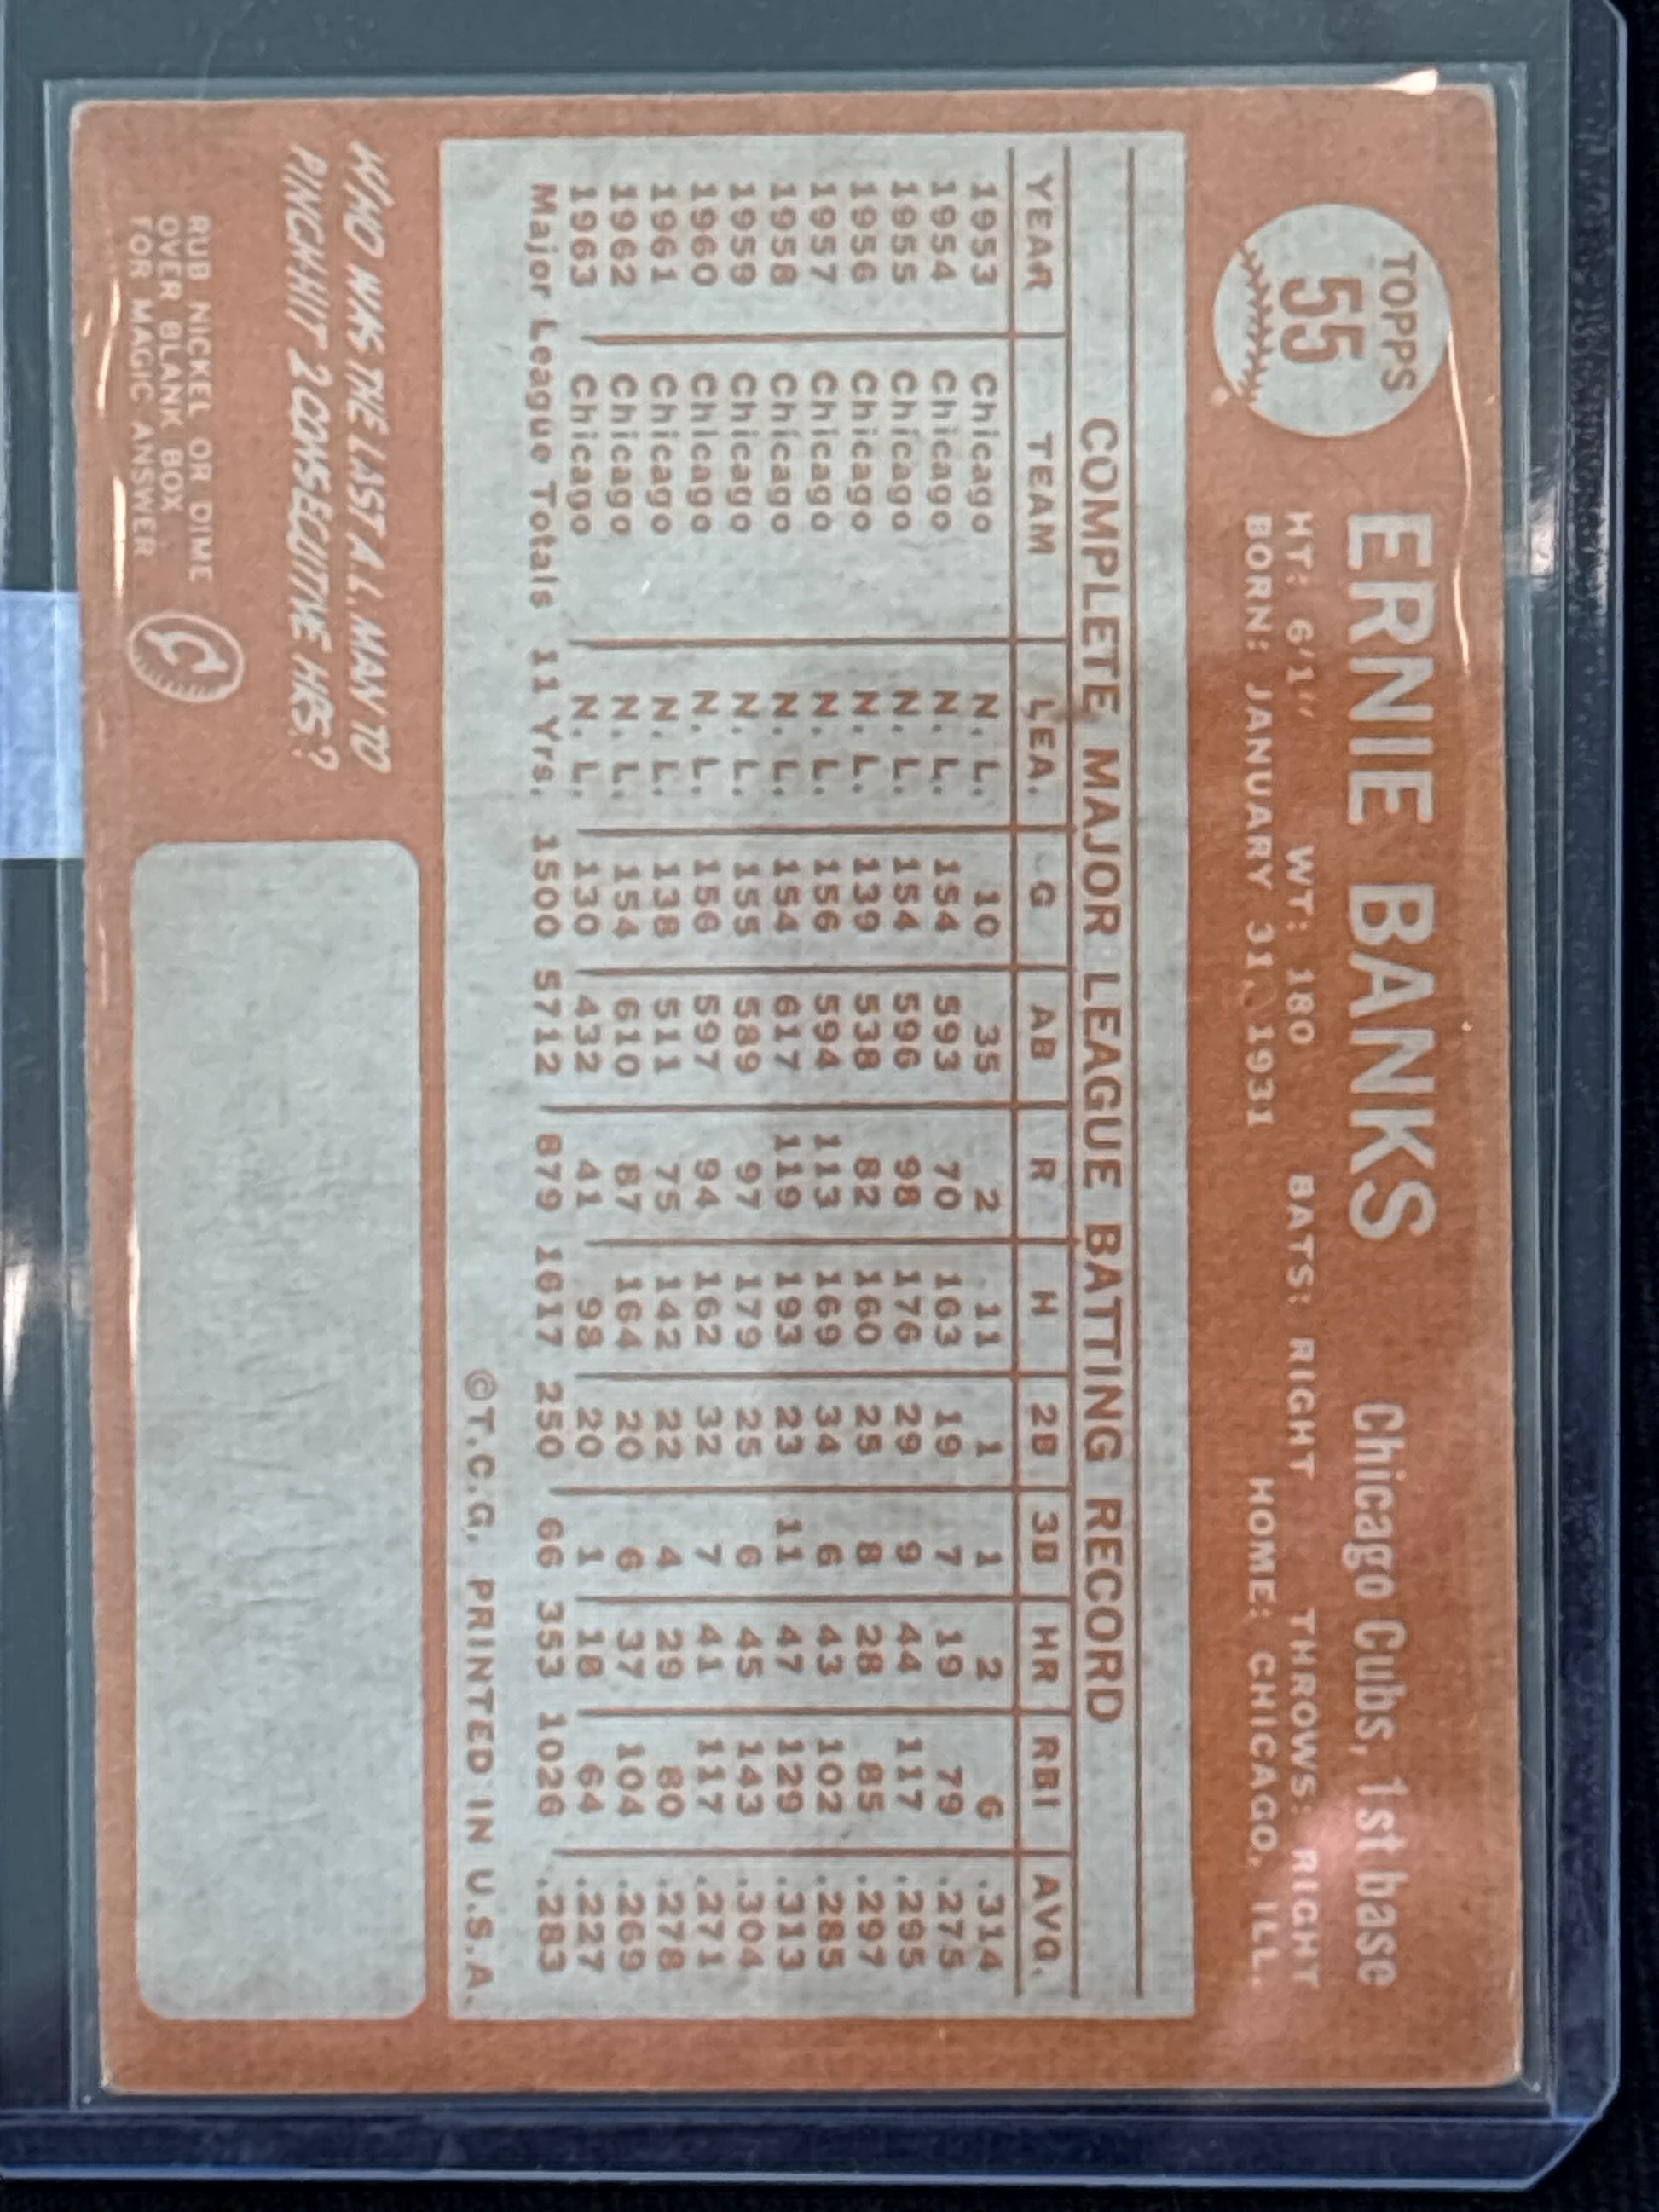 TOPPS
55
ERNIE BANKS Chicago Cubs, 1st base
HT: 6'1" WT: 180 BATS: RIGHT THROWS: RIGHT
BORN: JANUARY 31, 1931 HOME: CHICAGO, ILL.
COMPLETE MAJOR LEAGUE BATTING RECORD
YEAR TEAM LEA. G AB R H 2B 3B HR RBI AVG.
1953 Chicago N. L. 10 35 2 11 1 1 2 6 .314
1954 Chicago N. L. 154 593 70 163 19 7 19 79 .275
1955 Chicago N. L. 154 596 98 176 29 9 44 117 .295
1956 Chicago N. L. 139 538 82 160 25 8 28 85 .297
1957 Chicago N. L. 156 594 113 169 34 6 43 102 .285
1958 Chicago N. L. 154 617 119 193 23 11 47 129 .313
1959 Chicago N. L. 155 589 97 179 25 6 45 143 .304
1960 Chicago N. L. 156 597 94 162 32 7 41 117 .271
1961 Chicago N. L. 138 511 75 142 22 4 29 80 .278
1962 Chicago N. L. 154 610 87 164 20 6 37 104 .269
1963 Chicago N. L. 130 432 41 98 20 1 18 64 .227
Major League Totals 11 Yrs. 1500 5712 879 1617 250 66 353 1026 .283
©T.C.G. PRINTED IN U.S.A.
WHO WAS THE LAST A.L. MAN TO
PINCH-HIT 2 CONSECUTIVE HRS.?
RUB NICKEL OR DIME
OVER BLANK BOX
FOR MAGIC ANSWER